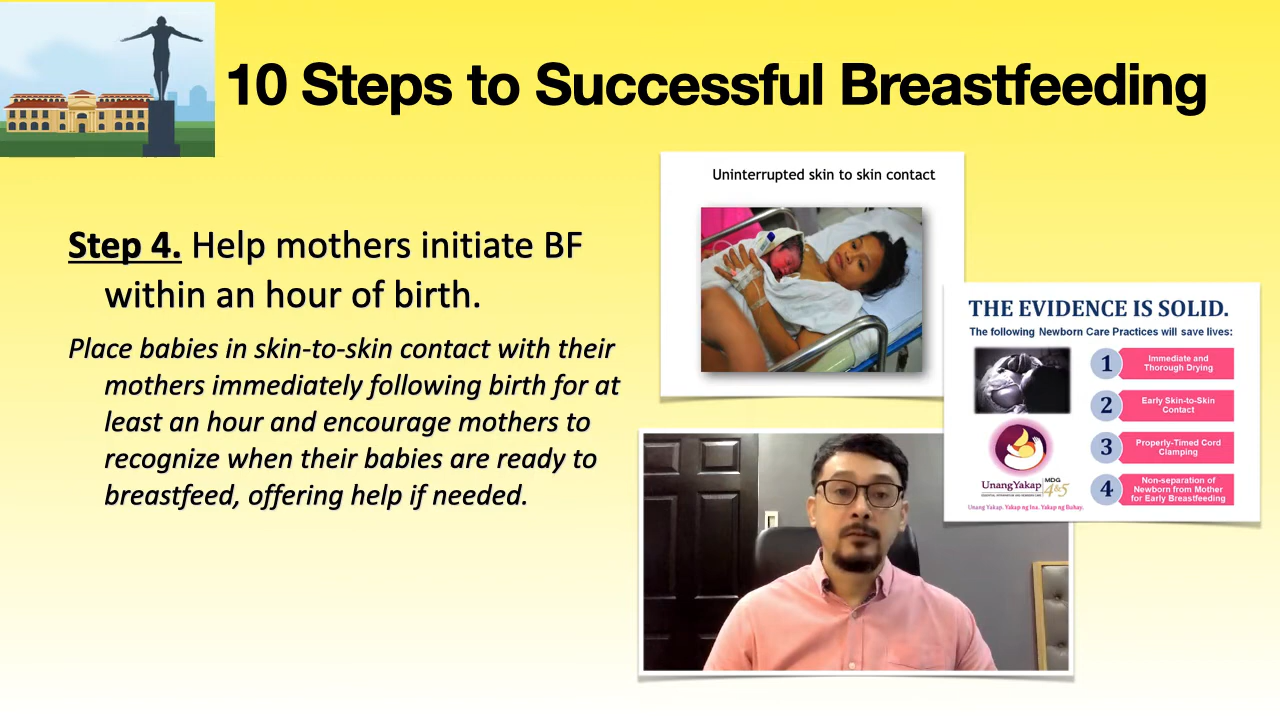 10 Steps to Successful Breastfeeding
Step 4. Help mothers initiate BF
within an hour of birth.
Place babies in skin-to-skin contact with their
mothers immediately following birth for at
least an hour and encourage mothers to
recognize when their babies are ready to
breastfeed, offering help if needed.
Uninterrupted skin to skin contact
THE EVIDENCE IS SOLID.
The following Newborn Care Practices will save lives:
1
Immediate and
Thorough Drying
2
Early Skin-to-Skin
Contact
3
Properly-Timed Cord
Clamping
4
Non-separation of
Newborn from Mother
for Early Breastfeeding
UnangYakap
MDG
4&5
Unang Yakap. Yakap ng Ina. Yakap ng Buhay.